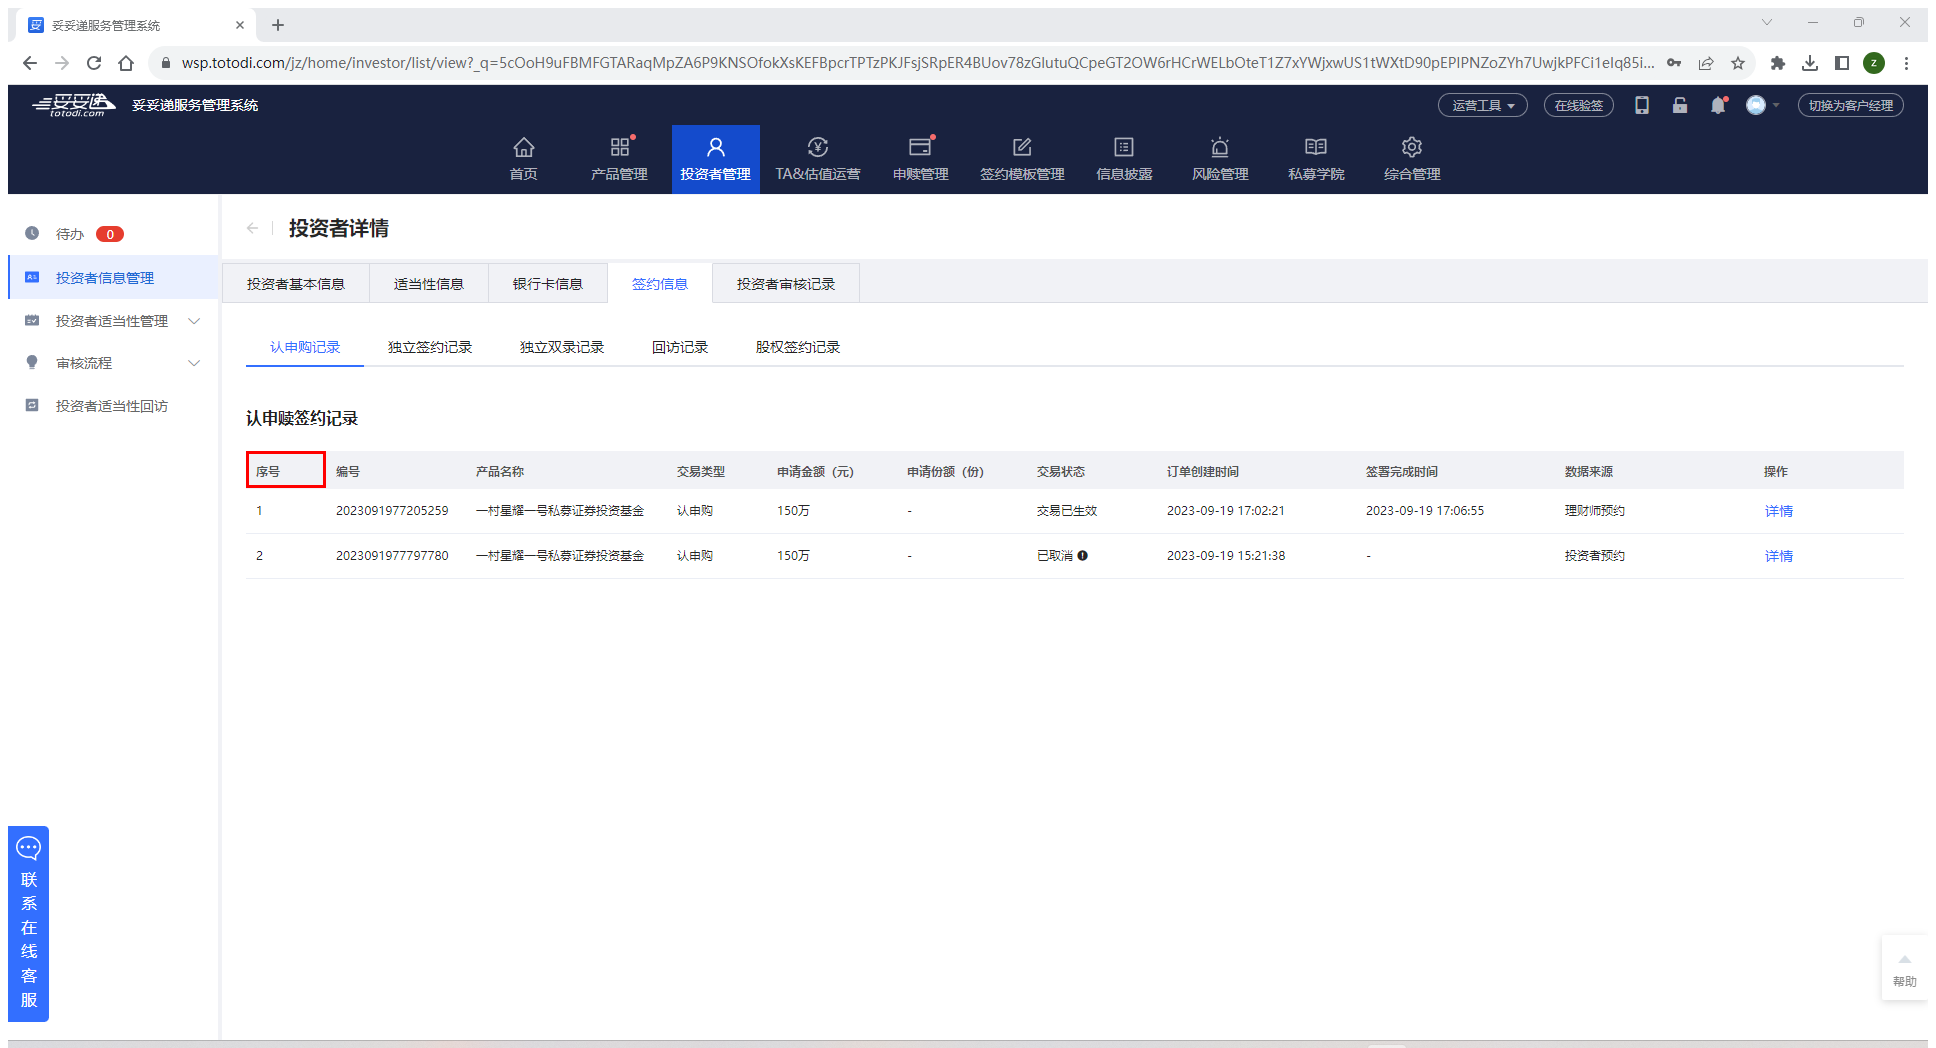 妥妥递服务管理系统
wsp.totodi.com/jz/home/investor/list/view?_q=5cOoH9uFBMFGTARaqMpZA6P9KNSOfokXsKEFBpcrTPTzPKJFsjSRpER4BUov78zGlutuQCpeGT2OW6rHCrWELbOteT1Z7xYWjxwUS1tWXtD90pEPIPNZoZYh7UwjkPFCi1elq85i...
z
妥妥递
totodi.com
妥妥递服务管理系统
运营工具
在线验签
切换为客户经理
首页
产品管理
投资者管理
TA&估值运营
申赎管理
签约模板管理
信息披露
风险管理
私募学院
综合管理
待办 0
投资者信息管理
投资者适当性管理
审核流程
投资者适当性回访
投资者详情
投资者基本信息 适当性信息 银行卡信息 签约信息 投资者审核记录
认申购记录 独立签约记录 独立双录记录 回访记录 股权签约记录
认申赎签约记录
序号 编号 产品名称 交易类型 申请金额（元） 申请份额（份） 交易状态 订单创建时间 签署完成时间 数据来源 操作
1 2023091977205259 一村星耀一号私募证券投资基金 认申购 150万 - 交易已生效 2023-09-19 17:02:21 2023-09-19 17:06:55 理财师预约 详情
2 2023091977797780 一村星耀一号私募证券投资基金 认申购 150万 - 已取消 2023-09-19 15:21:38 - 投资者预约 详情
联系在线客服
帮助